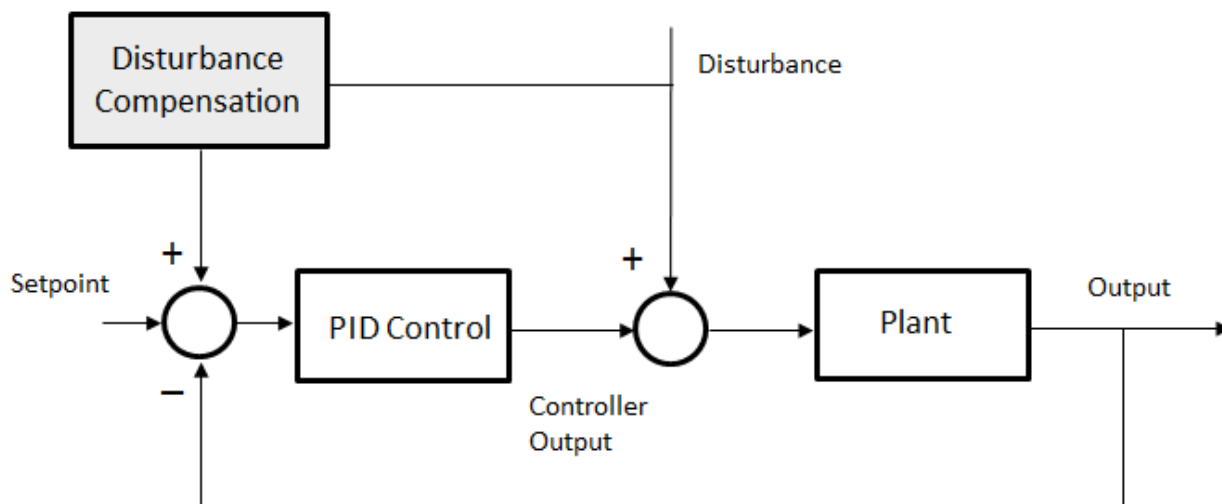 Disturbance
Compensation
Disturbance
+
+
Setpoint
PID Control
Plant
Output
−
Controller
Output